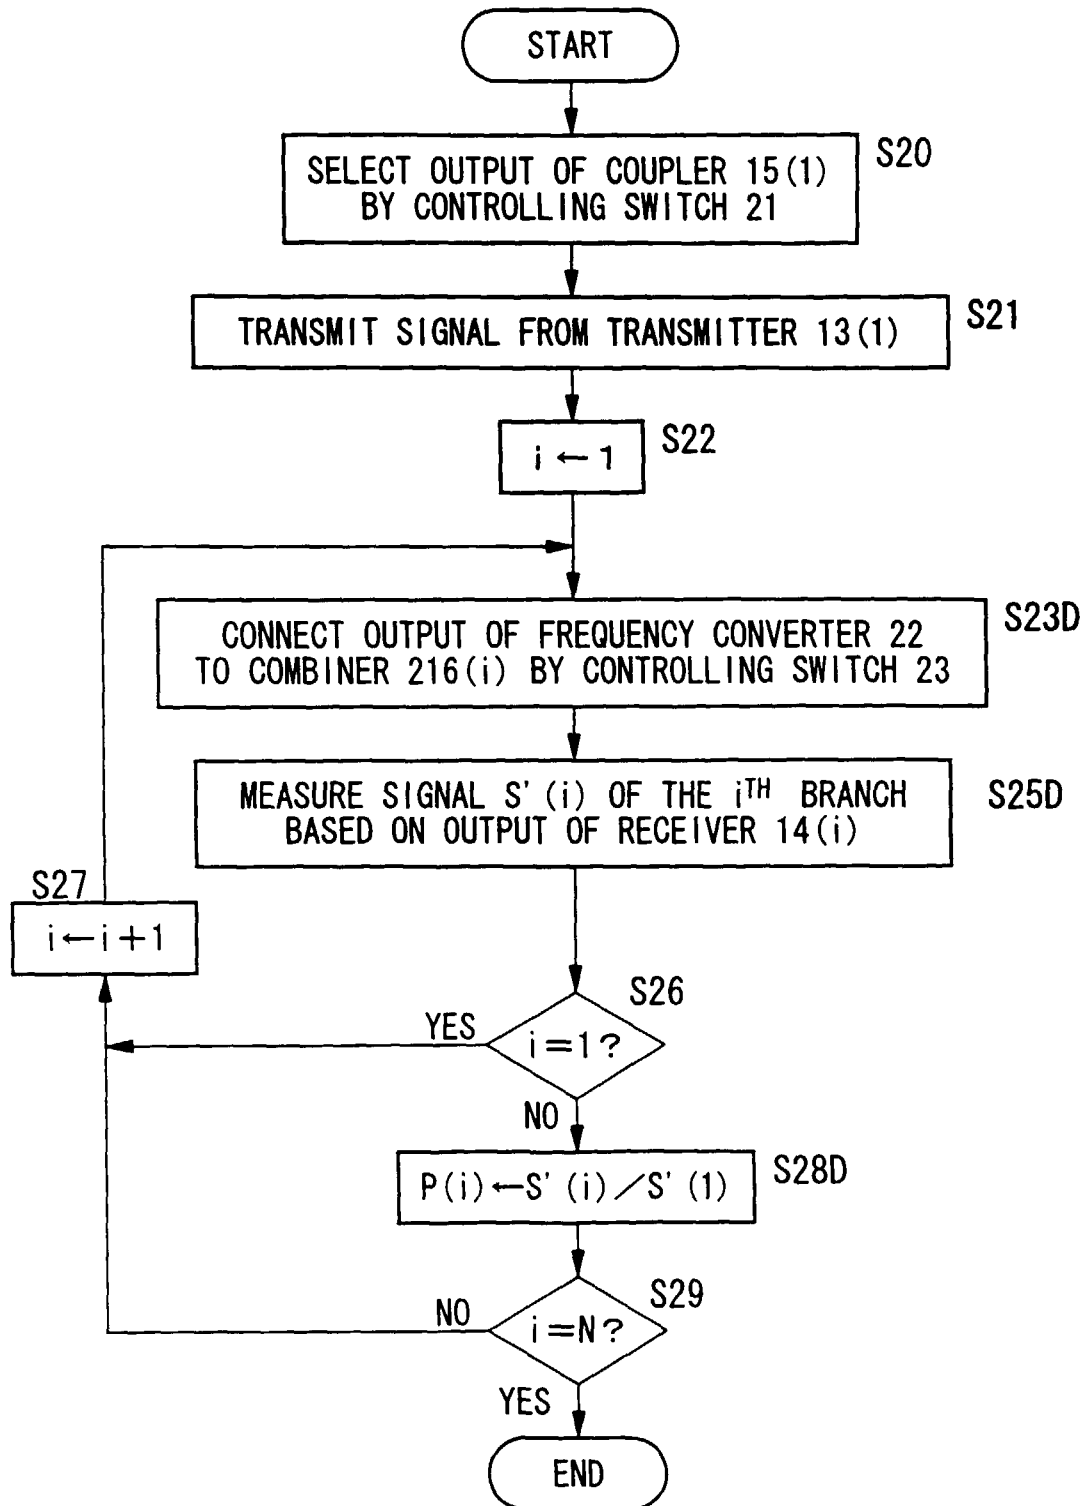 START
S20
SELECT OUTPUT OF COUPLER 15(1)
BY CONTROLLING SWITCH 21
S21
TRANSMIT SIGNAL FROM TRANSMITTER 13(1)
S22
i←1
S23D
CONNECT OUTPUT OF FREQUENCY CONVERTER 22
TO COMBINER 216(i) BY CONTROLLING SWITCH 23
S25D
MEASURE SIGNAL S'(i) OF THE iTH BRANCH
BASED ON OUTPUT OF RECEIVER 14(i)
S27
i←i+1
S26
YES
i=1?
NO
S28D
P(i)←S'(i)/S'(1)
S29
NO
i=N?
YES
END